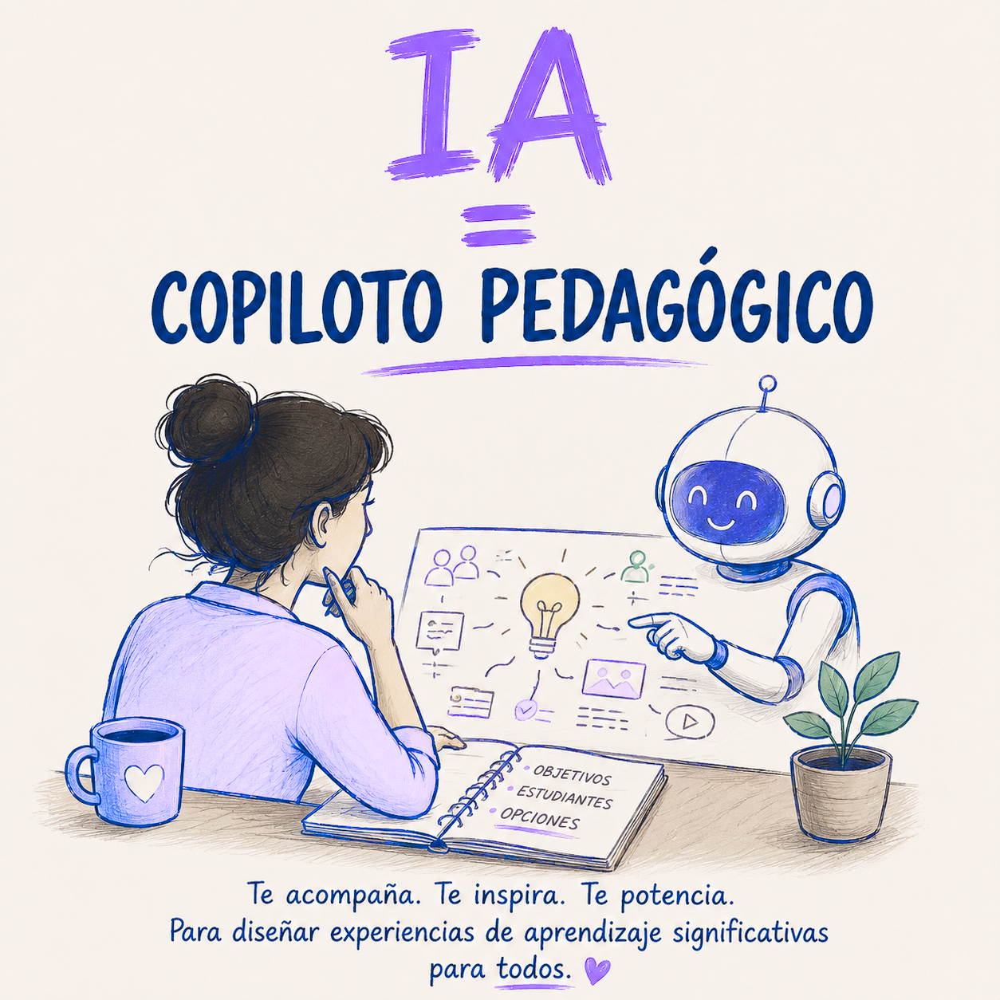 IA
=
COPILOTO PEDAGÓGICO
• OBJETIVOS
• ESTUDIANTES
• OPCIONES
Te acompaña. Te inspira. Te potencia.
Para diseñar experiencias de aprendizaje significativas
para todos.